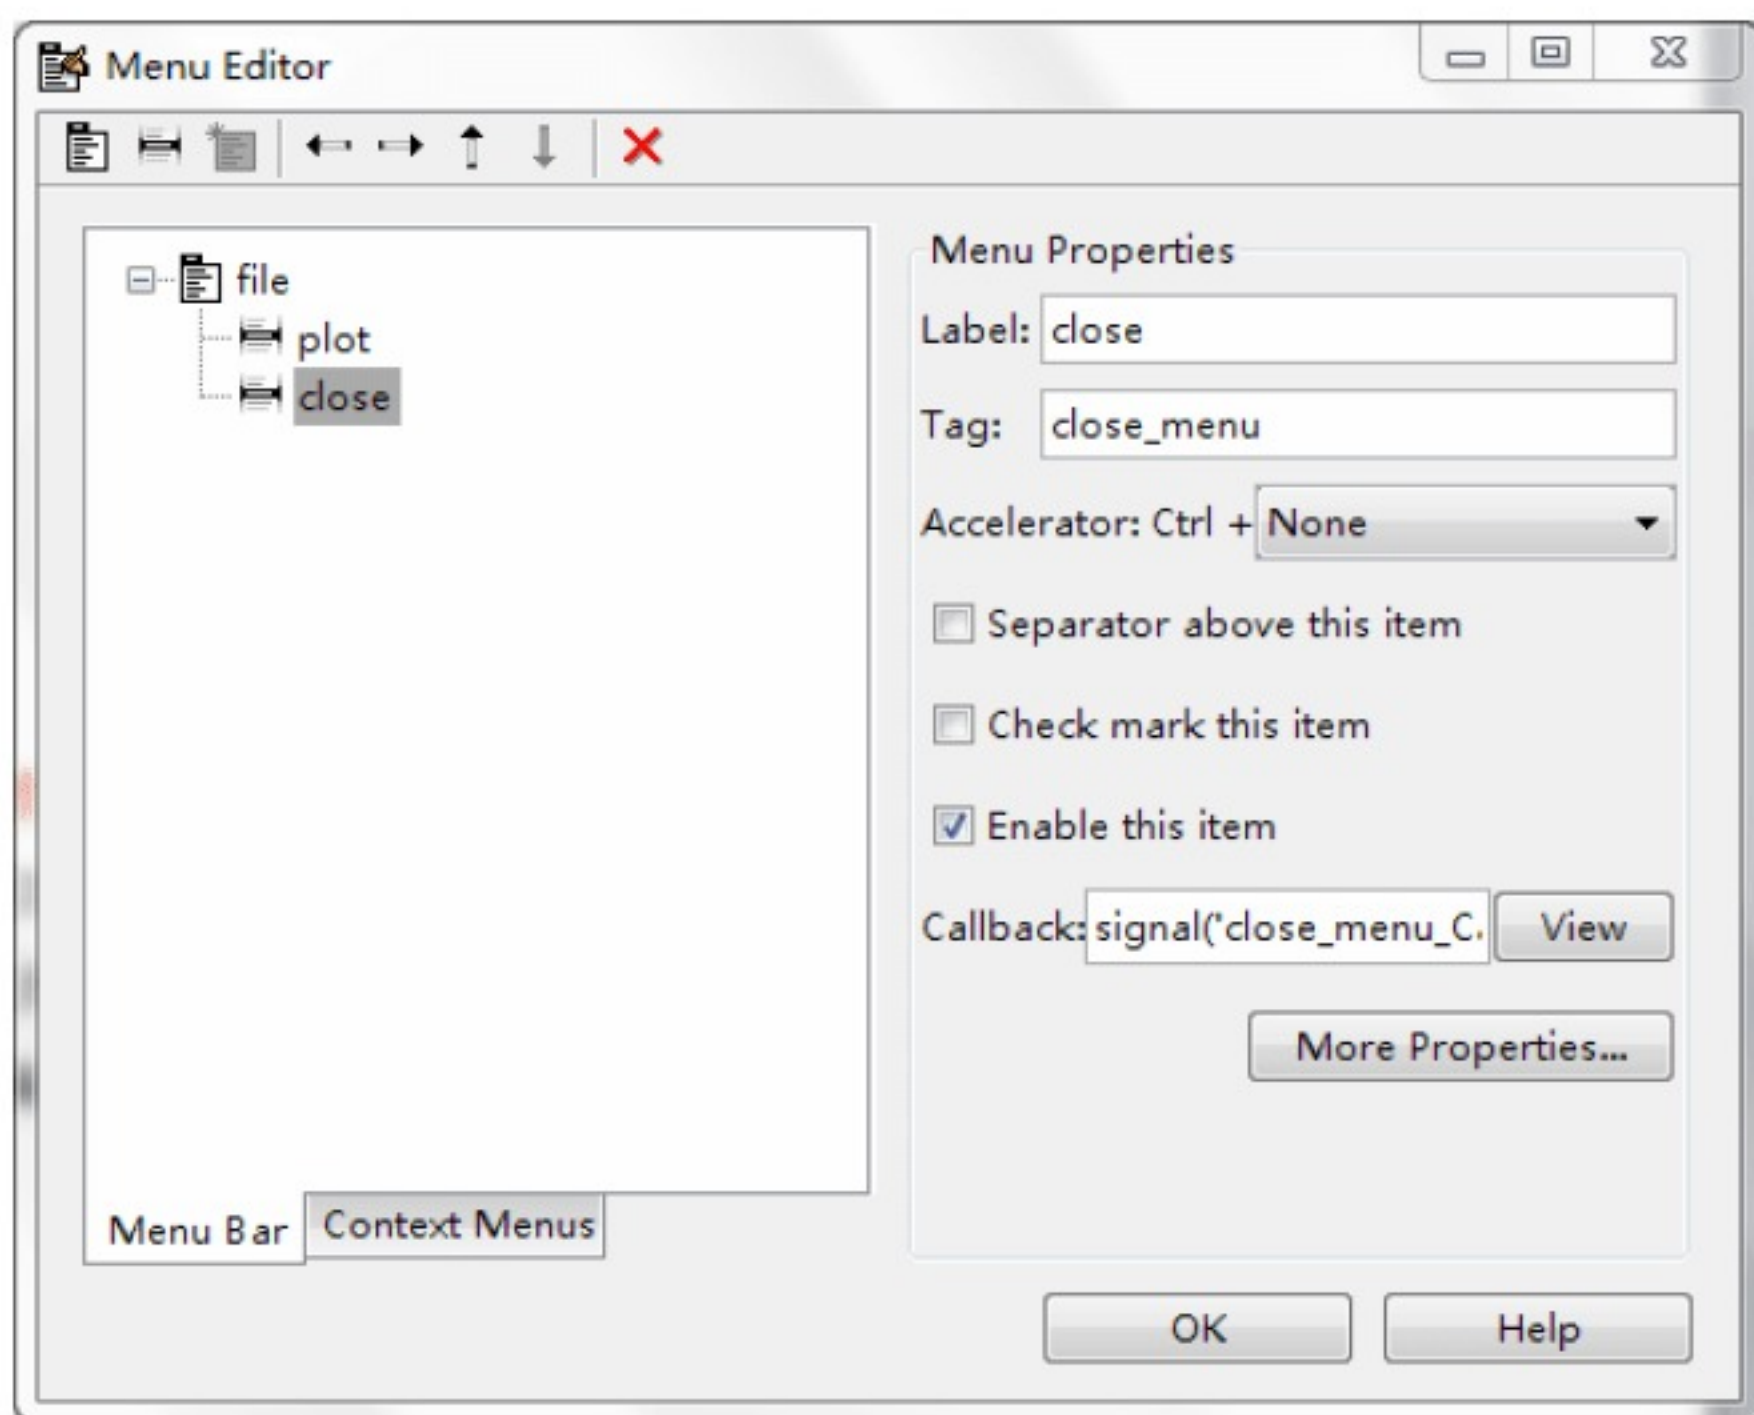 Menu Editor
file
plot
close
Menu Bar
Context Menus
Menu Properties
Label: close
Tag: close_menu
Accelerator: Ctrl + None
Separator above this item
Check mark this item
Enable this item
Callback: signal('close_menu_C View
More Properties...
OK Help